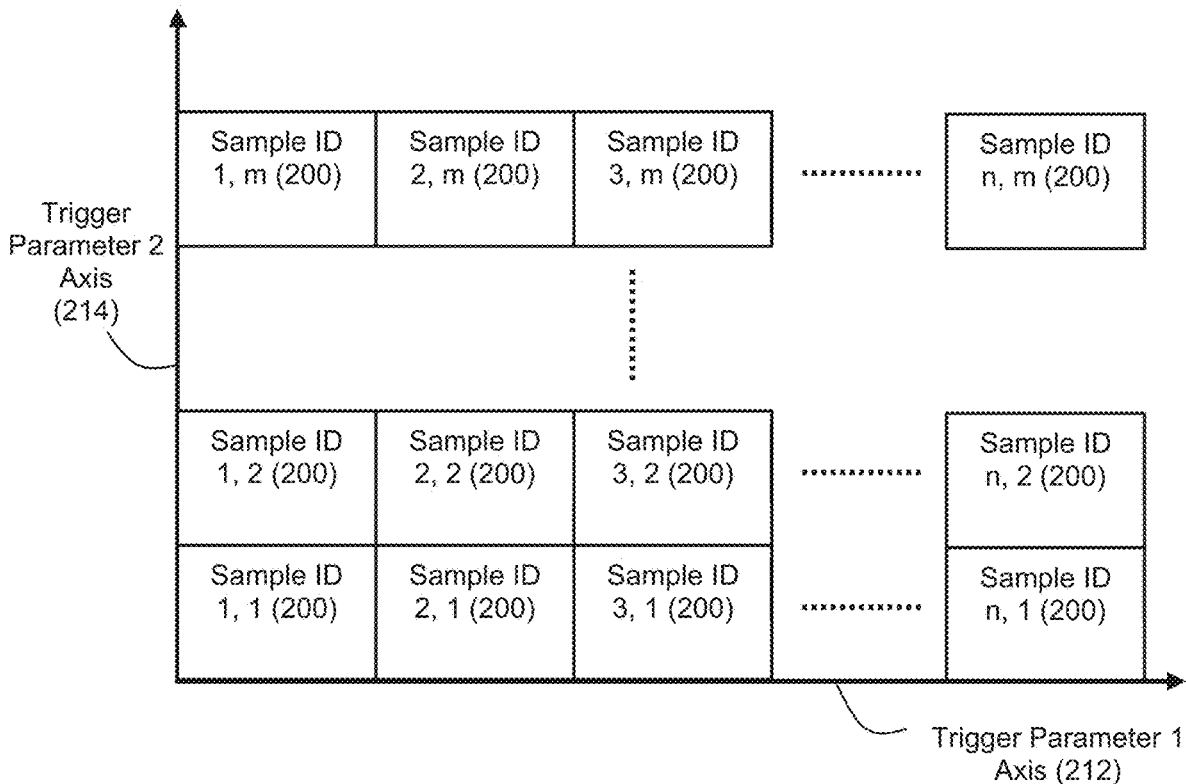 Sample ID
1, m (200)
Sample ID
2, m (200)
Sample ID
3, m (200)
Sample ID
n, m (200)
Trigger
Parameter 2
Axis
(214)
Sample ID
1, 2 (200)
Sample ID
2, 2 (200)
Sample ID
3, 2 (200)
Sample ID
n, 2 (200)
Sample ID
1, 1 (200)
Sample ID
2, 1 (200)
Sample ID
3, 1 (200)
Sample ID
n, 1 (200)
Trigger Parameter 1
Axis (212)